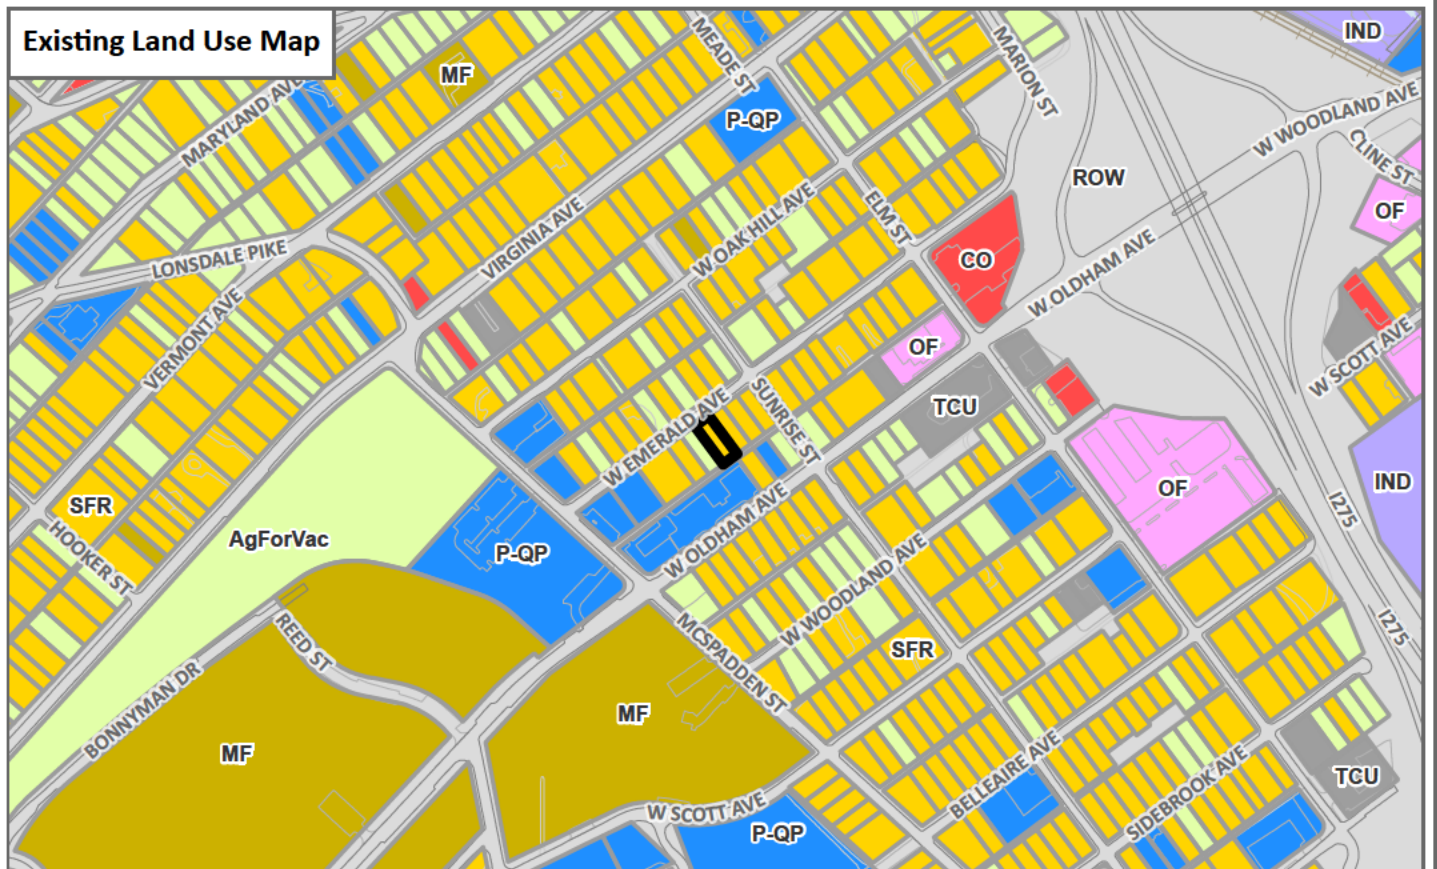 Existing Land Use Map
IND
MEADE ST
MARION ST
MF
MARYLAND AVE
W WOODLAND AVE
P-QP
CLINE ST
ROW
OF
ELM ST
VIRGINIA AVE
W OAK HILL AVE
LONSDALE PIKE
CO
W OLDHAM AVE
VERMONT AVE
OF
W SCOTT AVE
SUNRISE ST
TCU
W EMERALD AVE
IND
OF
SFR
I275
AgForVac
P-QP
HOOKER ST
W OLDHAM AVE
W WOODLAND AVE
REED ST
MCSPADDEN ST
I275
SFR
BONNYMAN DR
MF
MF
BELLEAIRE AVE
TCU
SIDEBROOK AVE
W SCOTT AVE
P-QP